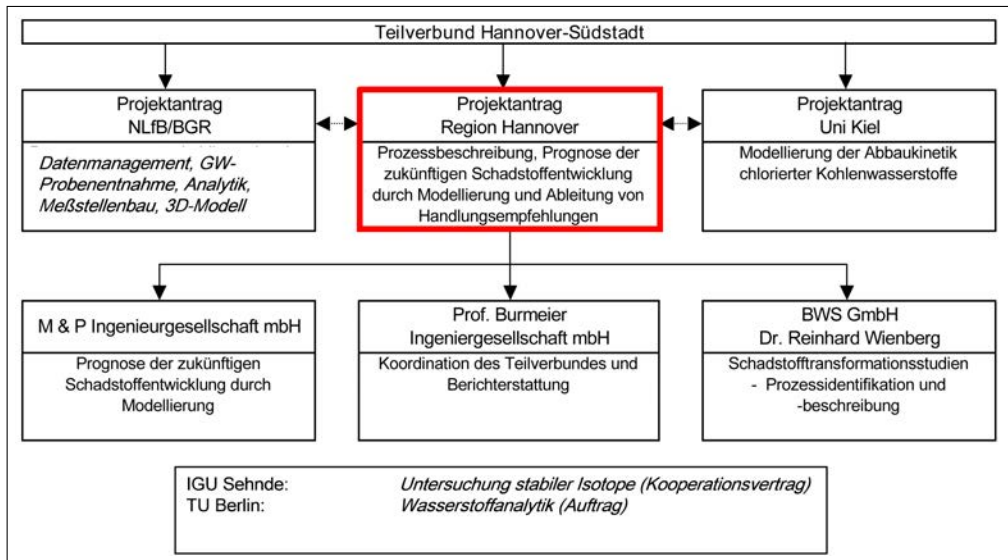 Teilverbund Hannover-Südstadt
Projektantrag
NLfB/BGR
Datenmanagement, GW-
Probenentnahme, Analytik,
Meßstellenbau, 3D-Modell
Projektantrag
Region Hannover
Prozessbeschreibung, Prognose der
zukünftigen Schadstoffentwicklung
durch Modellierung und Ableitung von
Handlungsempfehlungen
Projektantrag
Uni Kiel
Modellierung der Abbaukinetik
chlorierter Kohlenwasserstoffe
M & P Ingenieurgesellschaft mbH
Prognose der zukünftigen
Schadstoffentwicklung durch
Modellierung
Prof. Burmeier
Ingeniergesellschaft mbH
Koordination des Teilverbundes und
Berichterstattung
BWS GmbH
Dr. Reinhard Wienberg
Schadstofftransformationsstudien
- Prozessidentifikation und
-beschreibung
IGU Sehnde: Untersuchung stabiler Isotope (Kooperationsvertrag)
TU Berlin: Wasserstoffanalytik (Auftrag)